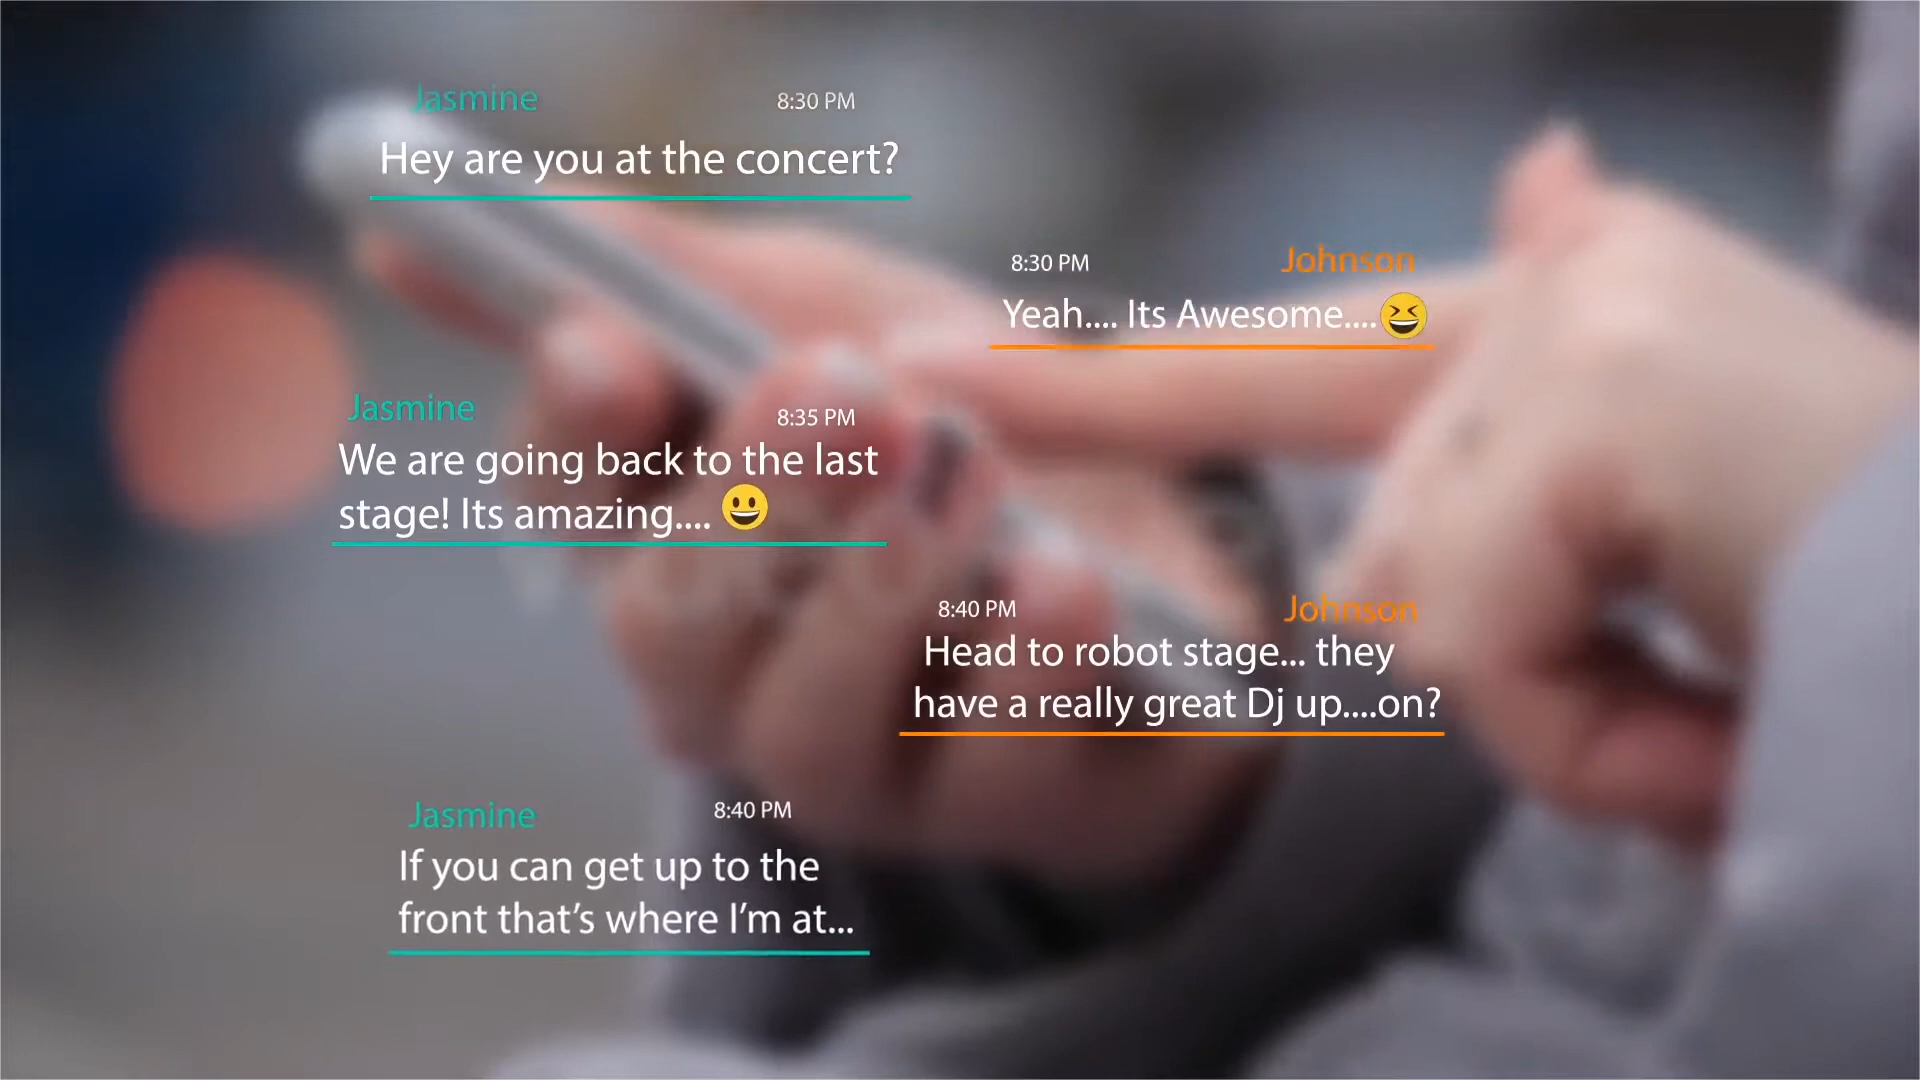 Jasmine 8:30 PM
Hey are you at the concert?
8:30 PM Johnson
Yeah.... Its Awesome....😆
Jasmine 8:35 PM
We are going back to the last
stage! Its amazing.... 😃
8:40 PM Johnson
Head to robot stage... they
have a really great Dj up....on?
Jasmine 8:40 PM
If you can get up to the
front that’s where I’m at...